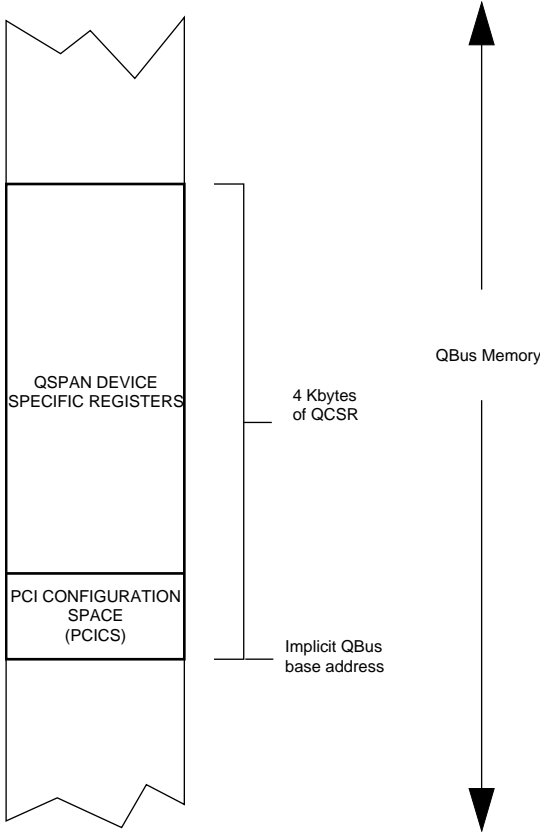 QBus Memory
QSPAN DEVICE
SPECIFIC REGISTERS
4 Kbytes
of QCSR
PCI CONFIGURATION
SPACE
(PCICS)
Implicit QBus
base address